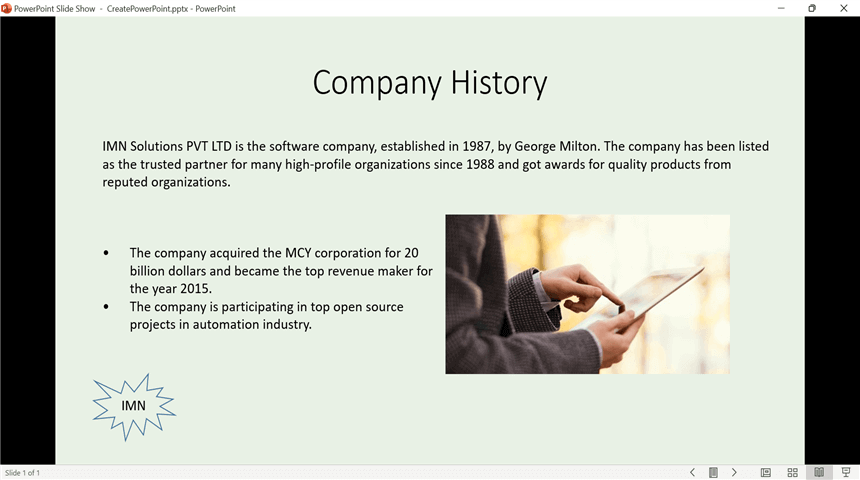 PowerPoint Slide Show - CreatePowerPoint.pptx - PowerPoint
Company History
IMN Solutions PVT LTD is the software company, established in 1987, by George Milton. The company has been listed
as the trusted partner for many high-profile organizations since 1988 and got awards for quality products from
reputed organizations.
• The company acquired the MCY corporation for 20
billion dollars and became the top revenue maker for
the year 2015.
• The company is participating in top open source
projects in automation industry.
IMN
Slide 1 of 1